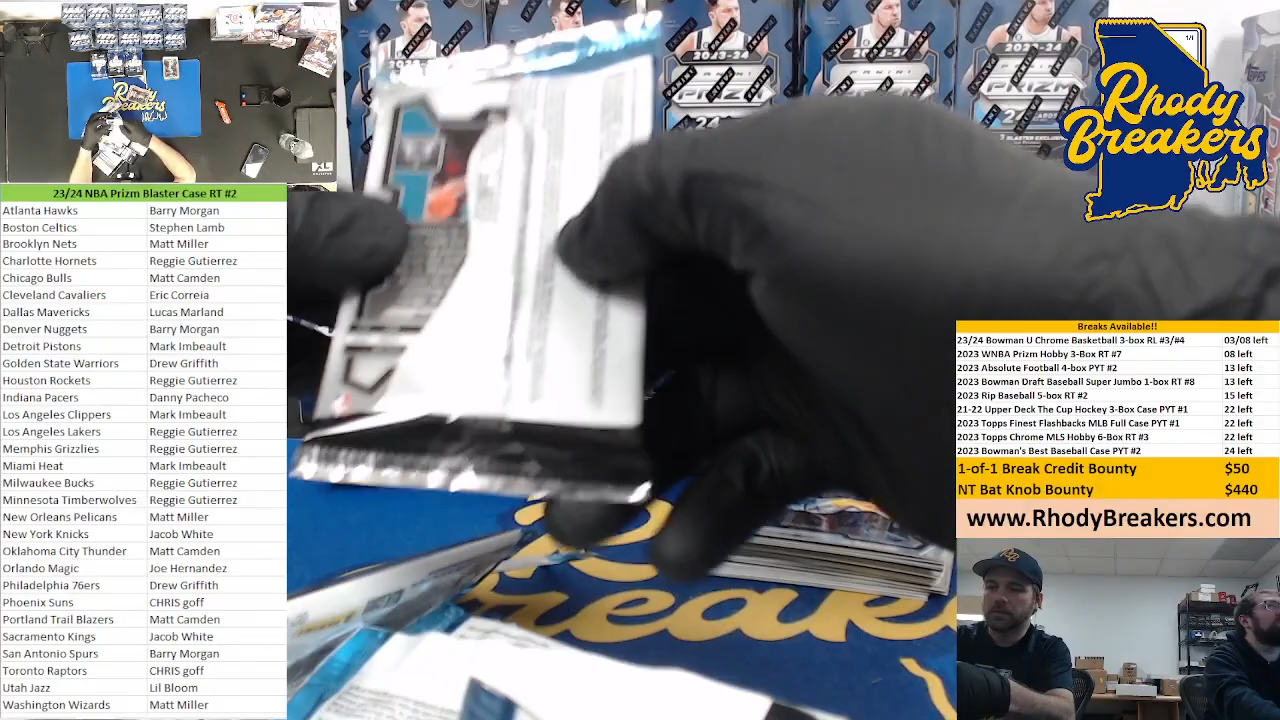 23/24 NBA Prizm Blaster Case RT #2
Atlanta Hawks Barry Morgan
Boston Celtics Stephen Lamb
Brooklyn Nets Matt Miller
Charlotte Hornets Reggie Gutierrez
Chicago Bulls Matt Camden
Cleveland Cavaliers Eric Correia
Dallas Mavericks Lucas Marland
Denver Nuggets Barry Morgan
Detroit Pistons Mark Imbeault
Golden State Warriors Drew Griffith
Houston Rockets Reggie Gutierrez
Indiana Pacers Danny Pacheco
Los Angeles Clippers Mark Imbeault
Los Angeles Lakers Reggie Gutierrez
Memphis Grizzlies Reggie Gutierrez
Miami Heat Mark Imbeault
Milwaukee Bucks Reggie Gutierrez
Minnesota Timberwolves Reggie Gutierrez
New Orleans Pelicans Matt Miller
New York Knicks Jacob White
Oklahoma City Thunder Matt Camden
Orlando Magic Joe Hernandez
Philadelphia 76ers Drew Griffith
Phoenix Suns CHRIS goff
Portland Trail Blazers Matt Camden
Sacramento Kings Jacob White
San Antonio Spurs Barry Morgan
Toronto Raptors CHRIS goff
Utah Jazz Lil Bloom
Washington Wizards Matt Miller
2023-24 2023-24
PANINI PANINI PANINI
PRIZM PRIZM PRIZM
1/1
Rhody
Breakers
Breaks Available!!
23/24 Bowman U Chrome Basketball 3-box RL #3/#4 03/08 left
2023 WNBA Prizm Hobby 3-Box RT #7 08 left
2023 Absolute Football 4-box PYT #2 13 left
2023 Bowman Draft Baseball Super Jumbo 1-box RT #8 13 left
2023 Rip Baseball 5-box RT #2 15 left
21-22 Upper Deck The Cup Hockey 3-Box Case PYT #1 22 left
2023 Topps Finest Flashbacks MLB Full Case PYT #1 22 left
2023 Topps Chrome MLS Hobby 6-Box RT #3 22 left
2023 Bowman's Best Baseball Case PYT #2 24 left
1-of-1 Break Credit Bounty $50
NT Bat Knob Bounty $440
www.RhodyBreakers.com